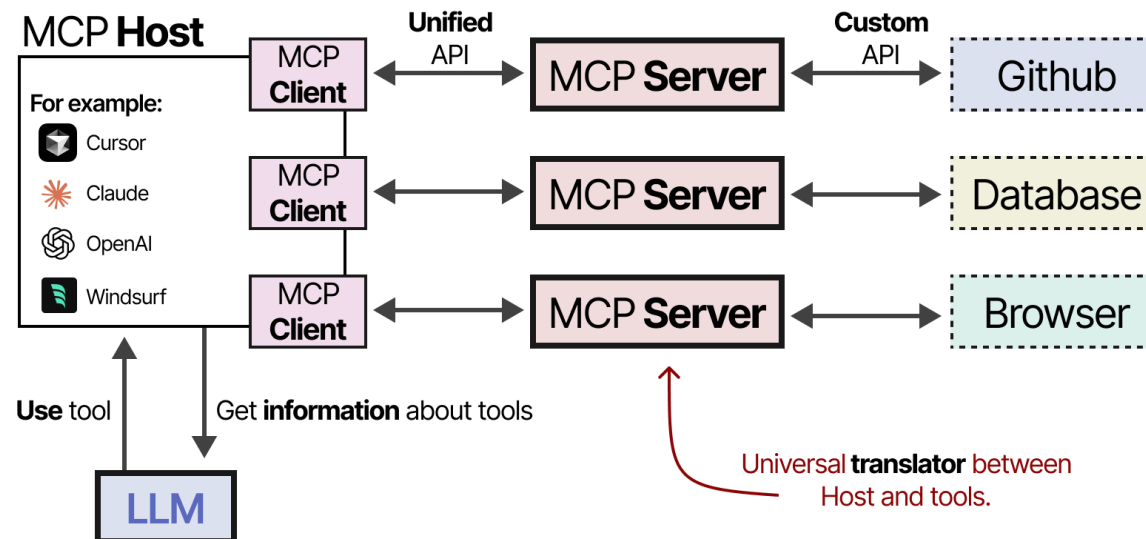 MCP Host
For example:
Cursor
Claude
OpenAI
Windsurf
MCP
Client
Unified
API
MCP Server
Custom
API
Github
MCP
Client
MCP Server
Database
MCP
Client
MCP Server
Browser
Use tool
Get information about tools
LLM
Universal translator between
Host and tools.